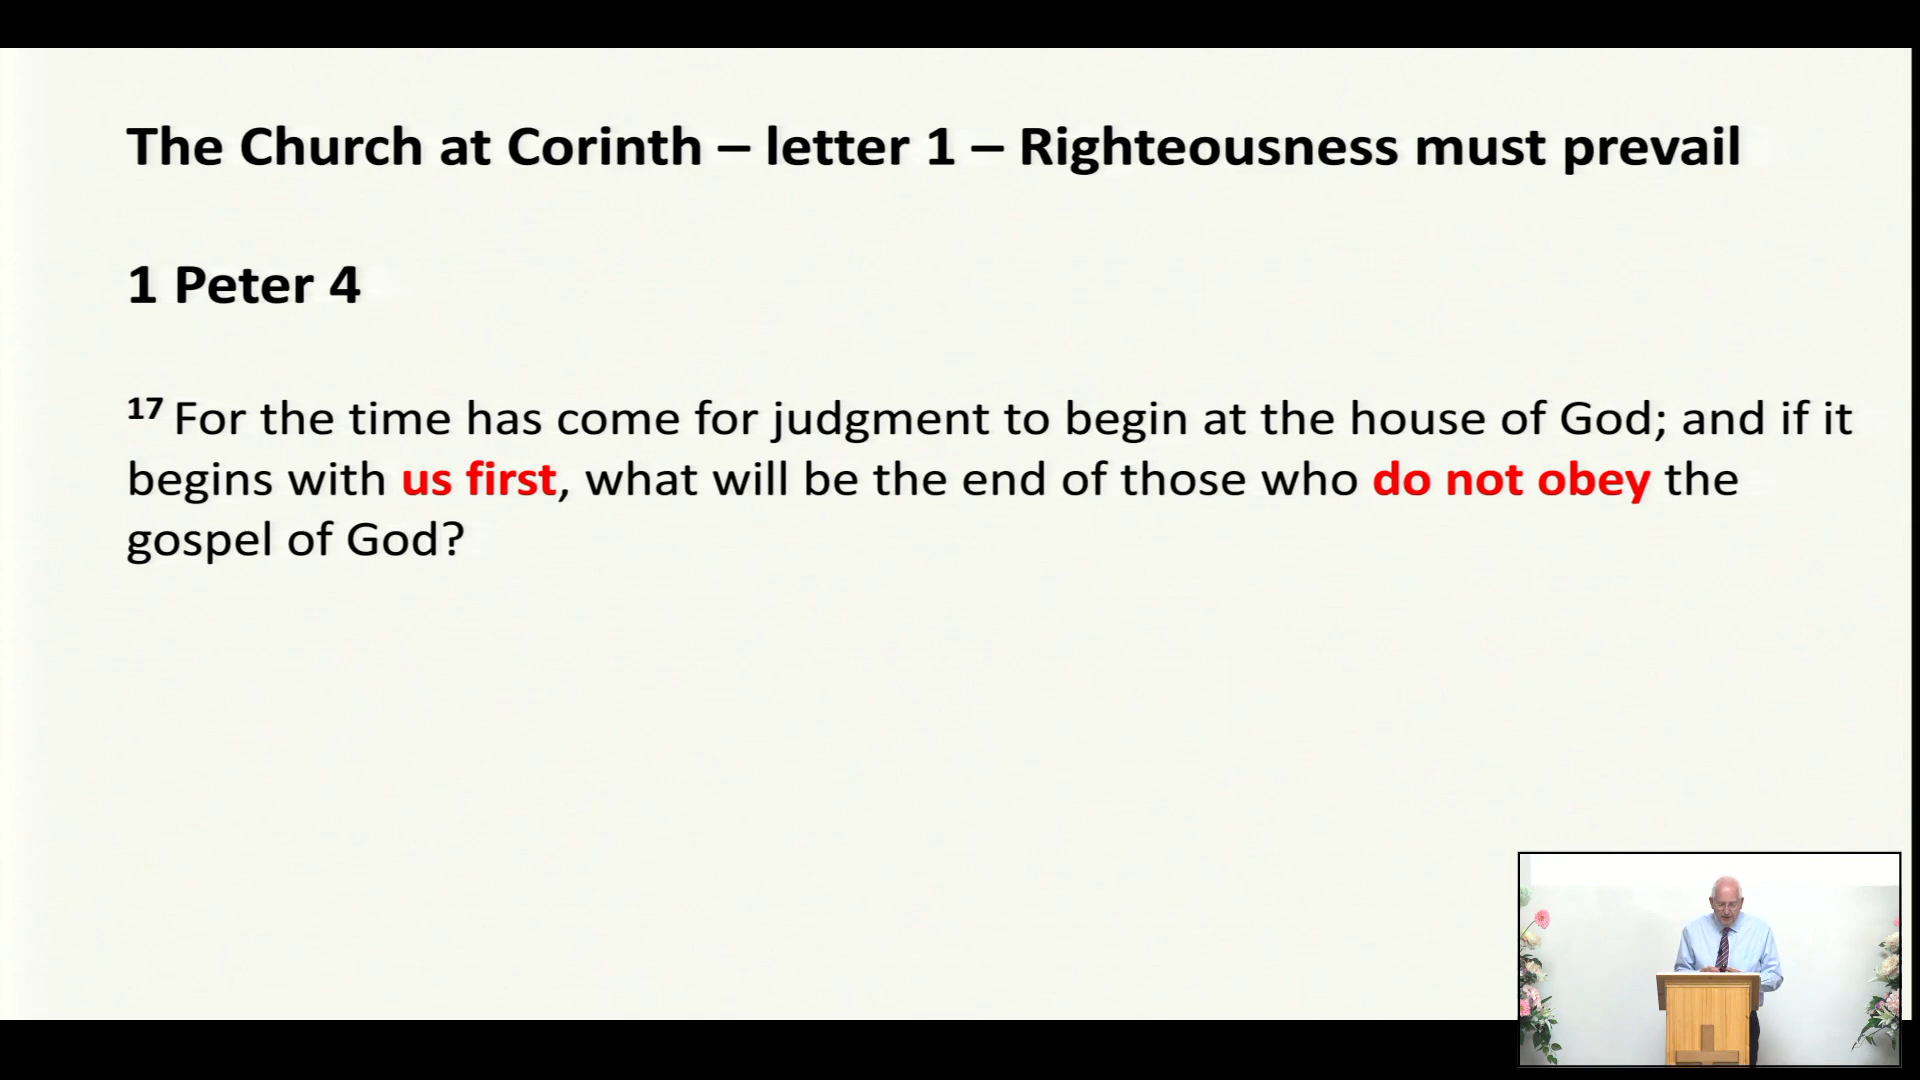 The Church at Corinth – letter 1 – Righteousness must prevail
1 Peter 4
17 For the time has come for judgment to begin at the house of God; and if it
begins with us first, what will be the end of those who do not obey the
gospel of God?